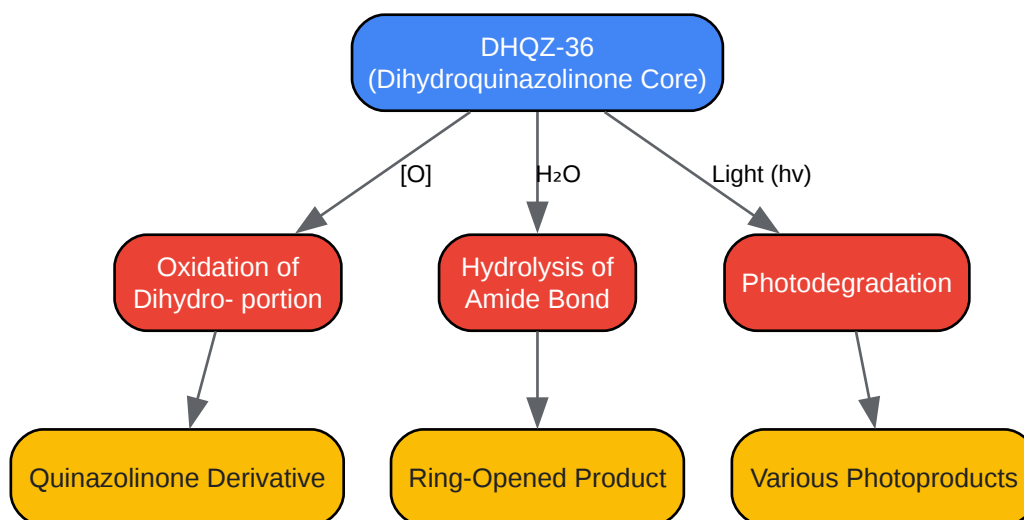 DHQZ-36
(Dihydroquinazolinone Core)
[O]
H₂O
Light (hv)
Oxidation of
Dihydro- portion
Hydrolysis of
Amide Bond
Photodegradation
Quinazolinone Derivative
Ring-Opened Product
Various Photoproducts